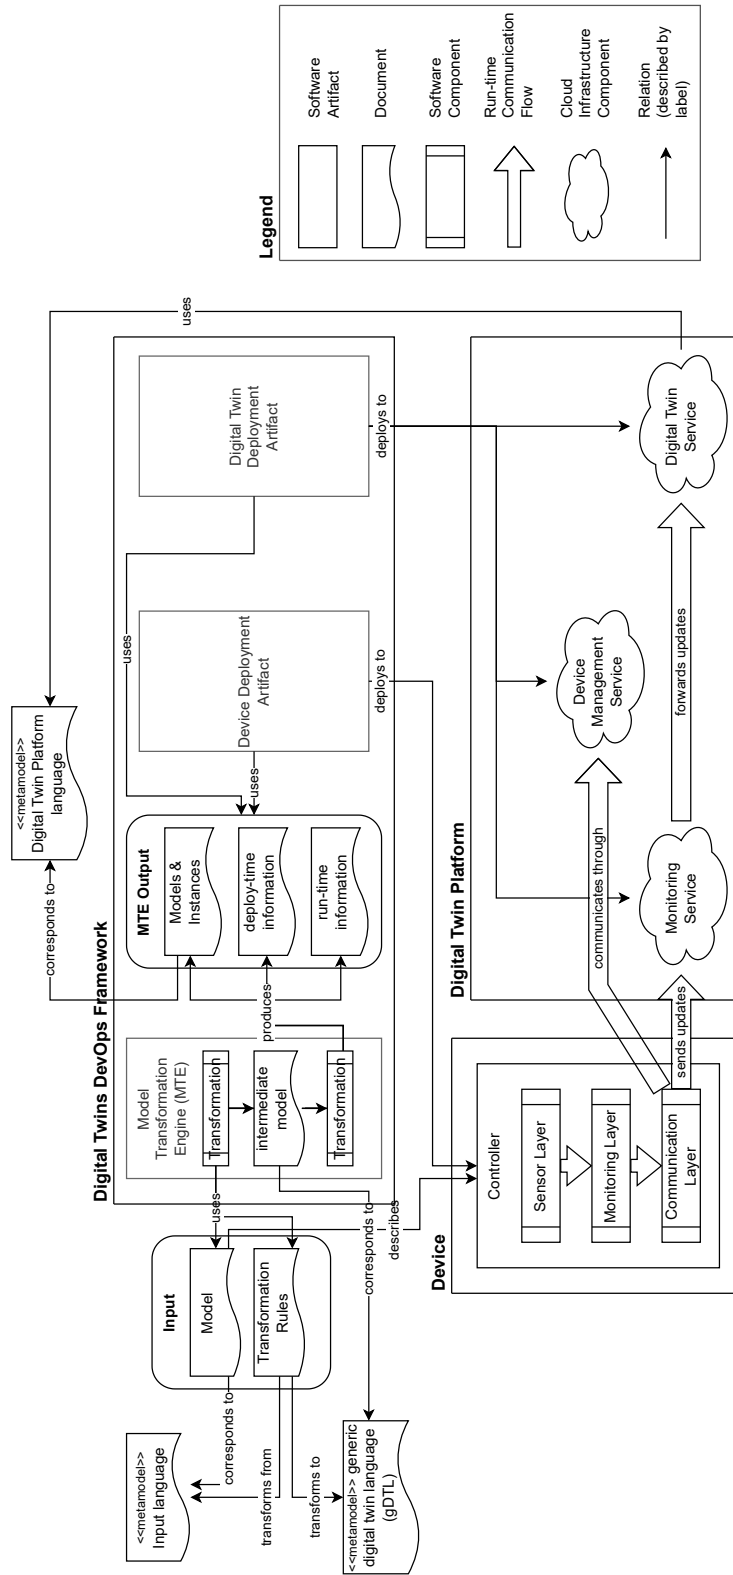 <<metamodel>>
Input language
corresponds to
transforms from
transforms to
<<metamodel>> generic
digital twin language
(gDTL)
Input
Model
Transformation
Rules
uses
describes
corresponds to
Digital Twins DevOps Framework
Model
Transformation
Engine (MTE)
Transformation
intermediate
model
Transformation
produces
MTE Output
Models &
Instances
deploy-time
information
run-time
information
corresponds to
<<metamodel>>
Digital Twin Platform
language
uses
uses
Device Deployment
Artifact
deploys to
Digital Twin
Deployment
Artifact
deploys to
uses
Device
Controller
Sensor Layer
Monitoring Layer
Communication
Layer
sends updates
communicates through
Digital Twin Platform
Monitoring
Service
Device
Management
Service
forwards updates
Digital Twin
Service
Legend
Software
Artifact
Document
Software
Component
Run-time
Communication
Flow
Cloud
Infrastructure
Component
Relation
(described by
label)